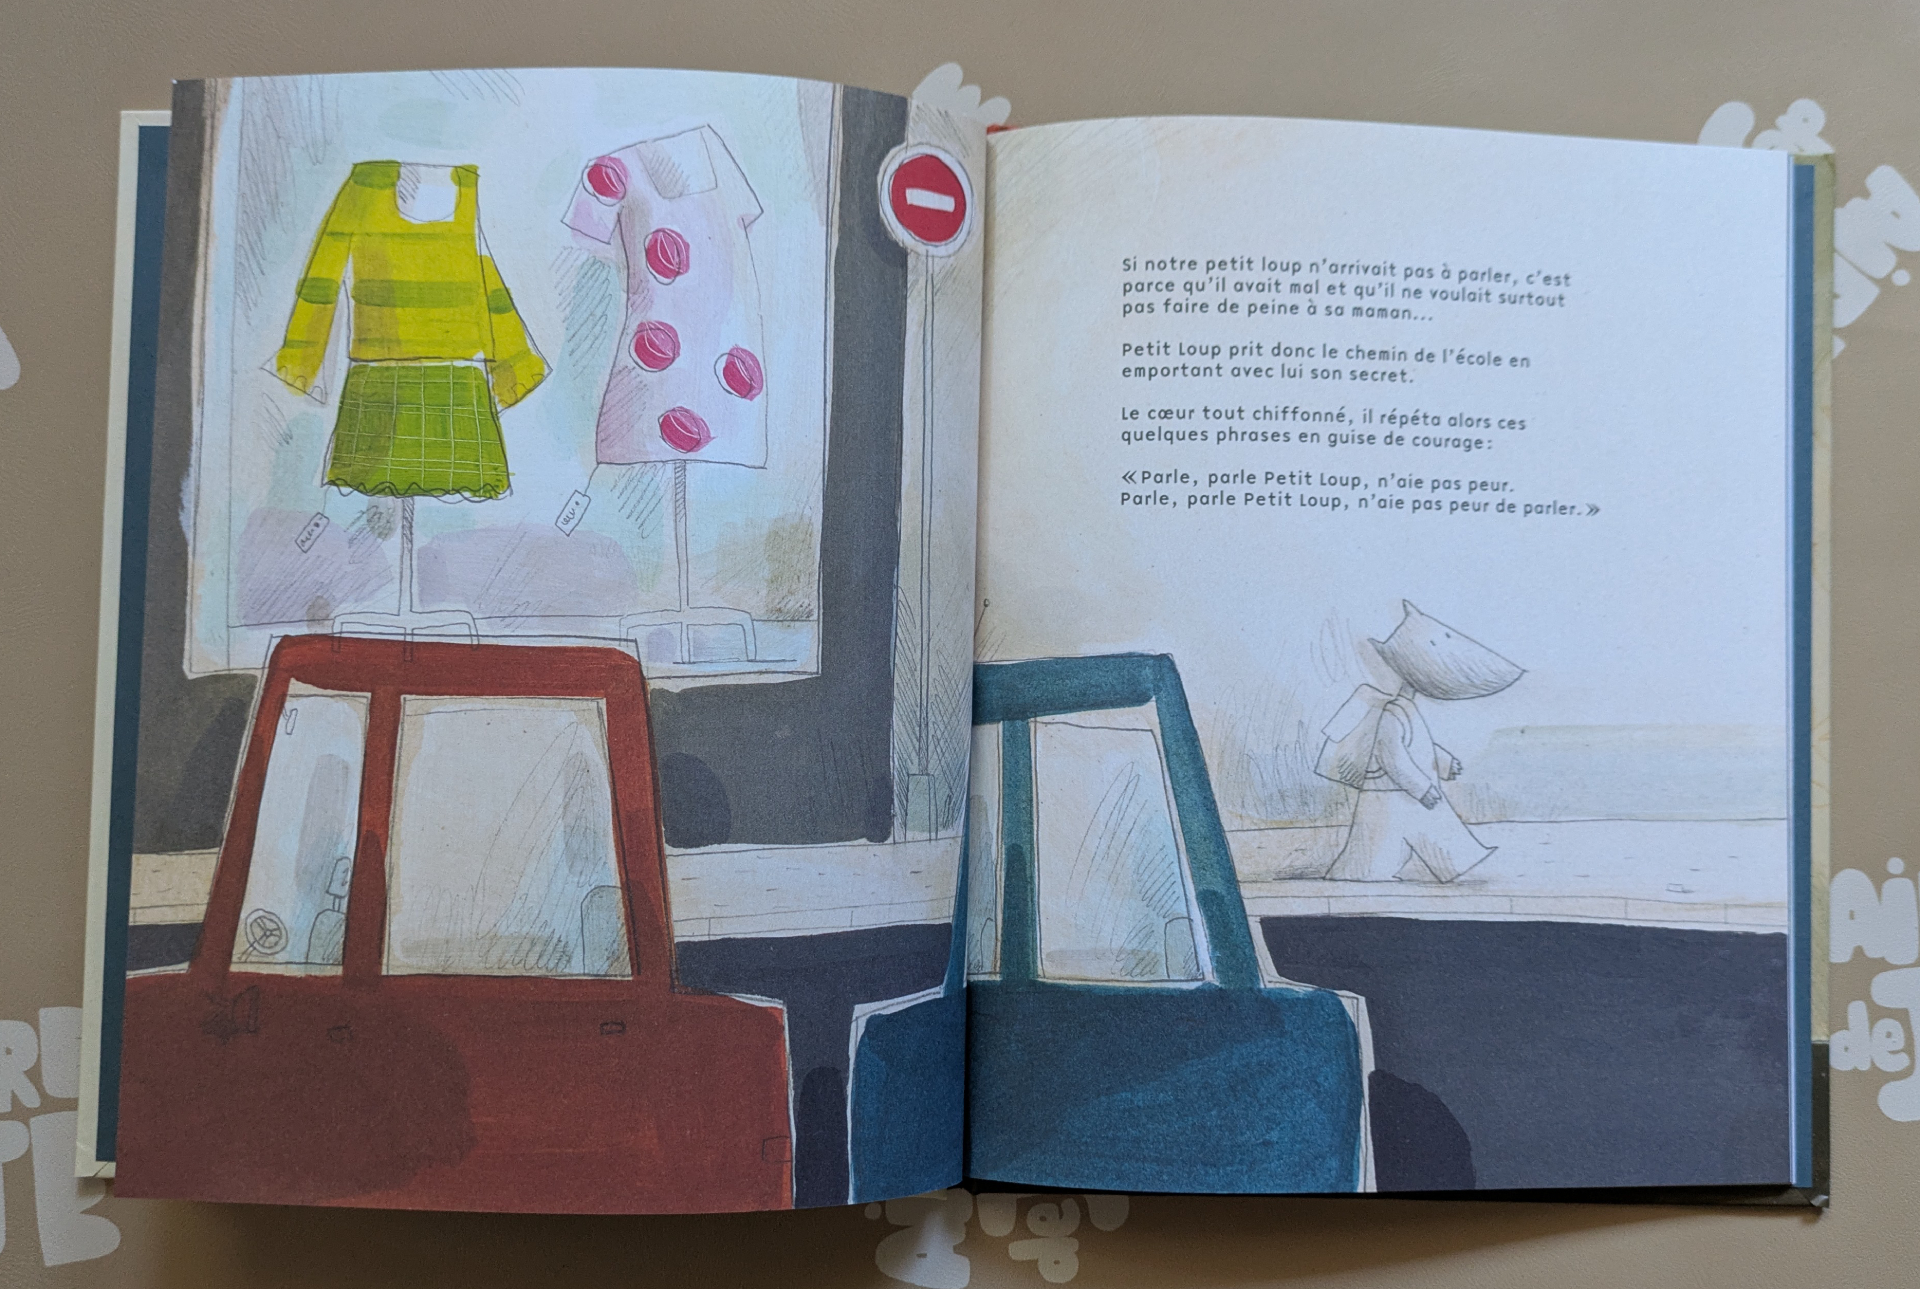 Si notre petit loup n'arrivait pas à parler, c'est
parce qu'il avait mal et qu'il ne voulait surtout
pas faire de peine à sa maman...
Petit Loup prit donc le chemin de l'école en
emportant avec lui son secret.
Le cœur tout chiffonné, il répéta alors ces
quelques phrases en guise de courage :
« Parle, parle Petit Loup, n'aie pas peur.
Parle, parle Petit Loup, n'aie pas peur de parler. »